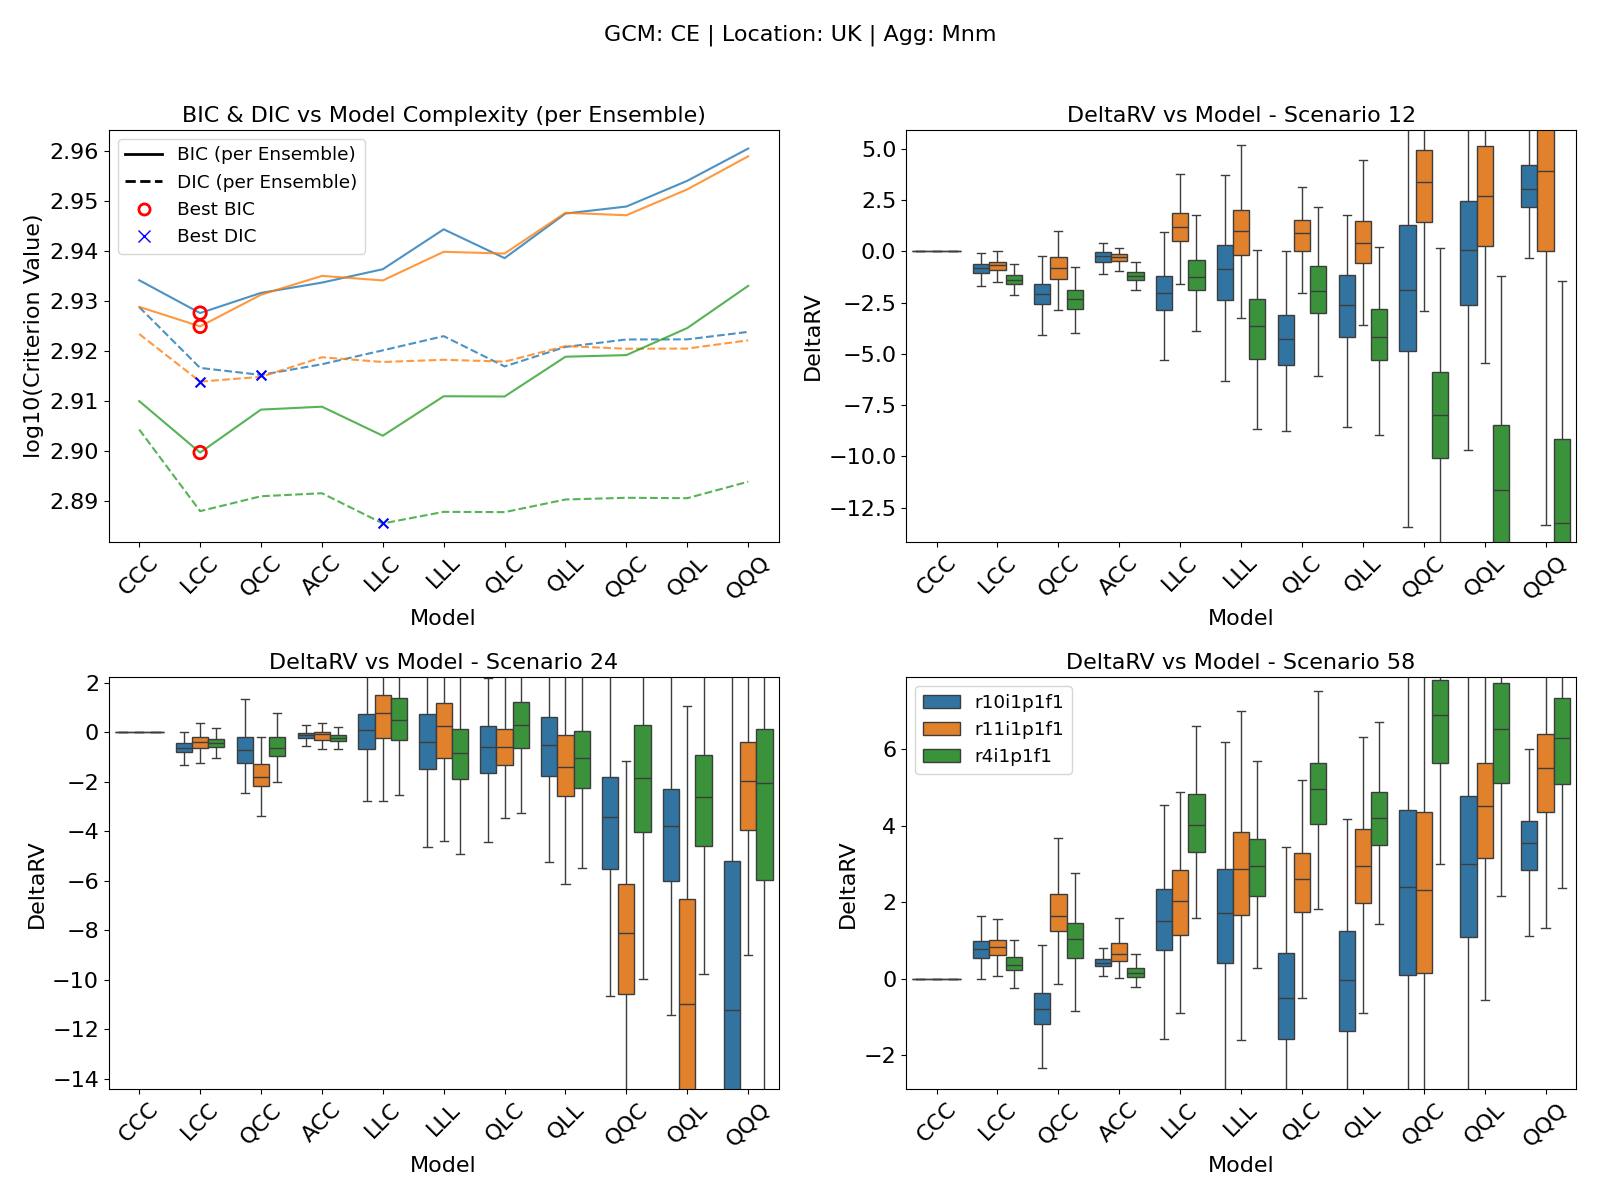 GCM: CE | Location: UK | Agg: Mnm
BIC & DIC vs Model Complexity (per Ensemble)
BIC (per Ensemble)
DIC (per Ensemble)
Best BIC
Best DIC
log10(Criterion Value)
2.96
2.95
2.94
2.93
2.92
2.91
2.90
2.89
CCC LCC QCC ACC LLC LLL QLC QLL QQC QQL QQQ
Model
DeltaRV vs Model - Scenario 12
DeltaRV
5.0
2.5
0.0
−2.5
−5.0
−7.5
−10.0
−12.5
CCC LCC QCC ACC LLC LLL QLC QLL QQC QQL QQQ
Model
DeltaRV vs Model - Scenario 24
DeltaRV
2
0
−2
−4
−6
−8
−10
−12
−14
CCC LCC QCC ACC LLC LLL QLC QLL QQC QQL QQQ
Model
DeltaRV vs Model - Scenario 58
r10i1p1f1
r11i1p1f1
r4i1p1f1
DeltaRV
6
4
2
0
−2
CCC LCC QCC ACC LLC LLL QLC QLL QQC QQL QQQ
Model